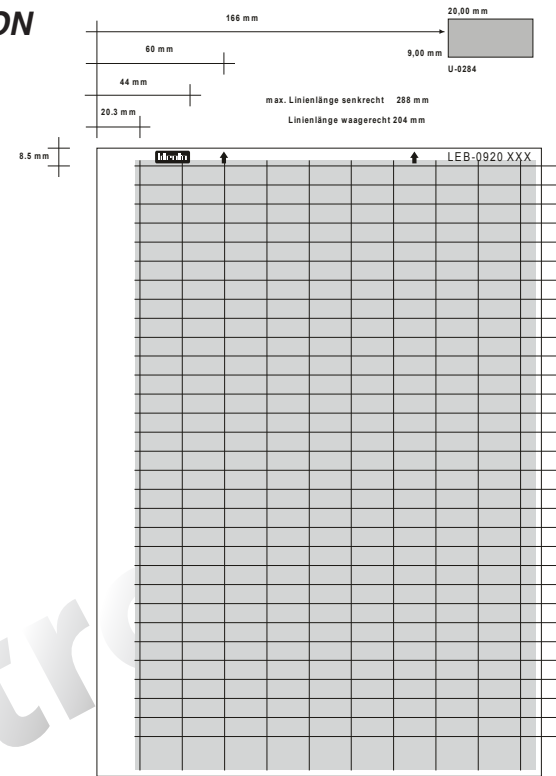 ON
166 mm
20,00 mm
60 mm
9,00 mm
U-0284
44 mm
max. Linienlänge senkrecht 288 mm
20.3 mm
Linienlänge waagerecht 204 mm
8.5 mm
LEB-0920 XXX
tr